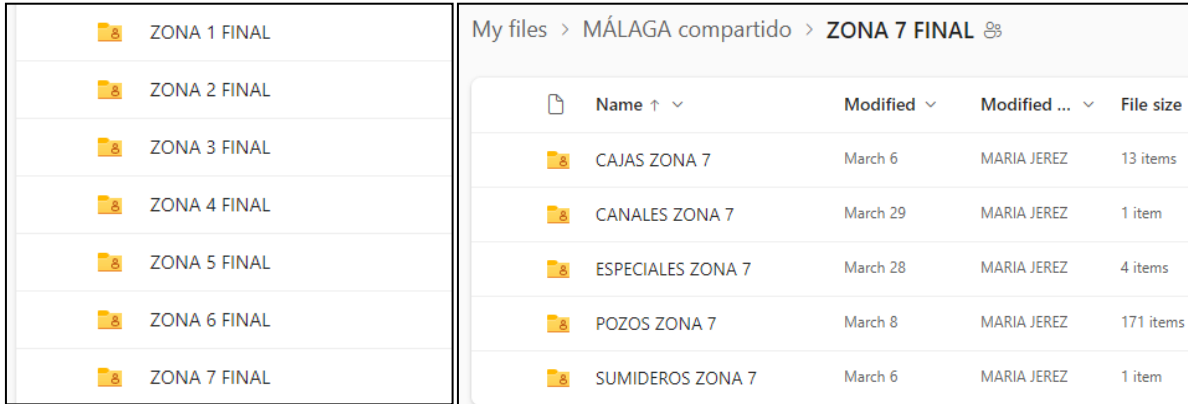 ZONA 1 FINAL
ZONA 2 FINAL
ZONA 3 FINAL
ZONA 4 FINAL
ZONA 5 FINAL
ZONA 6 FINAL
ZONA 7 FINAL
My files > MÁLAGA compartido > ZONA 7 FINAL
Name Modified Modified ... File size
CAJAS ZONA 7 March 6 MARIA JEREZ 13 items
CANALES ZONA 7 March 29 MARIA JEREZ 1 item
ESPECIALES ZONA 7 March 28 MARIA JEREZ 4 items
POZOS ZONA 7 March 8 MARIA JEREZ 171 items
SUMIDEROS ZONA 7 March 6 MARIA JEREZ 1 item